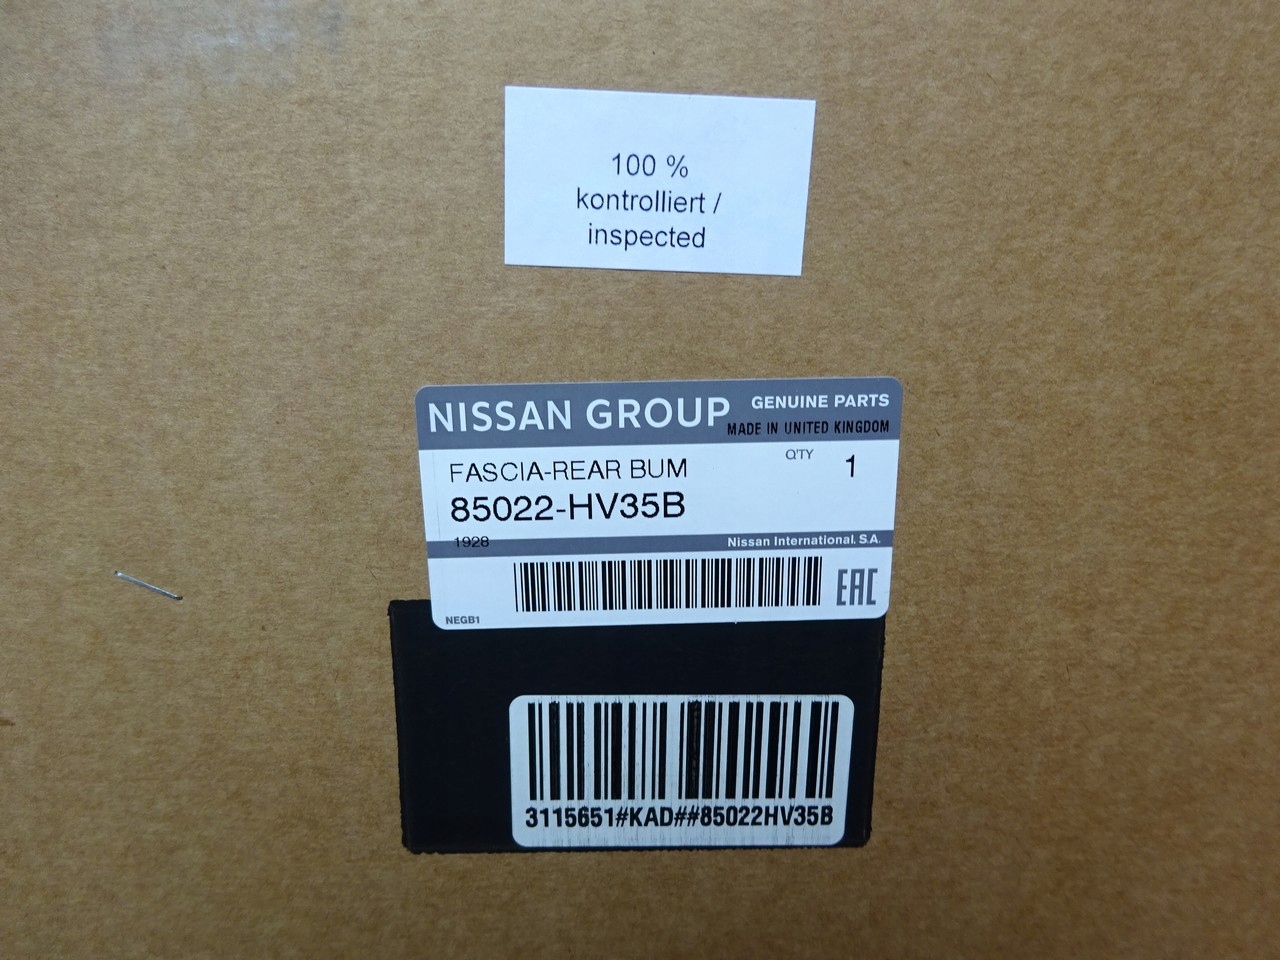 100 %
kontrolliert /
inspected
NISSAN GROUP GENUINE PARTS
MADE IN UNITED KINGDOM
FASCIA-REAR BUM Q'TY 1
85022-HV35B
1928 Nissan International. S.A.
EAC
NEGB1
3115651#KAD##85022HV35B